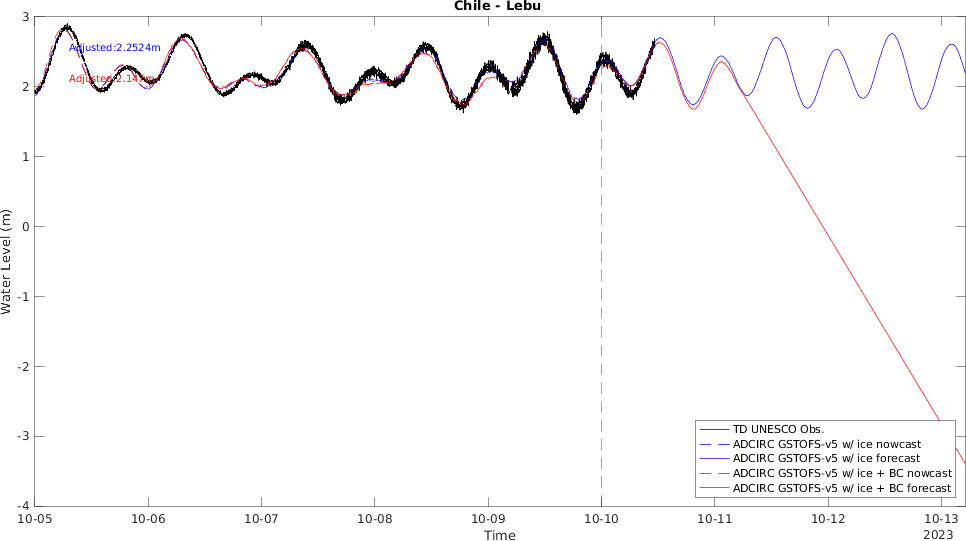 Chile - Lebu
3
2
1
0
-1
-2
-3
-4
Water Level (m)
Adjusted:2.2524m
TD UNESCO Obs.
ADCIRC GSTOFS-v5 w/ ice nowcast
ADCIRC GSTOFS-v5 w/ ice forecast
ADCIRC GSTOFS-v5 w/ ice + BC nowcast
ADCIRC GSTOFS-v5 w/ ice + BC forecast
10-05 10-06 10-07 10-08 10-09 10-10 10-11 10-12 10-13
Time
2023